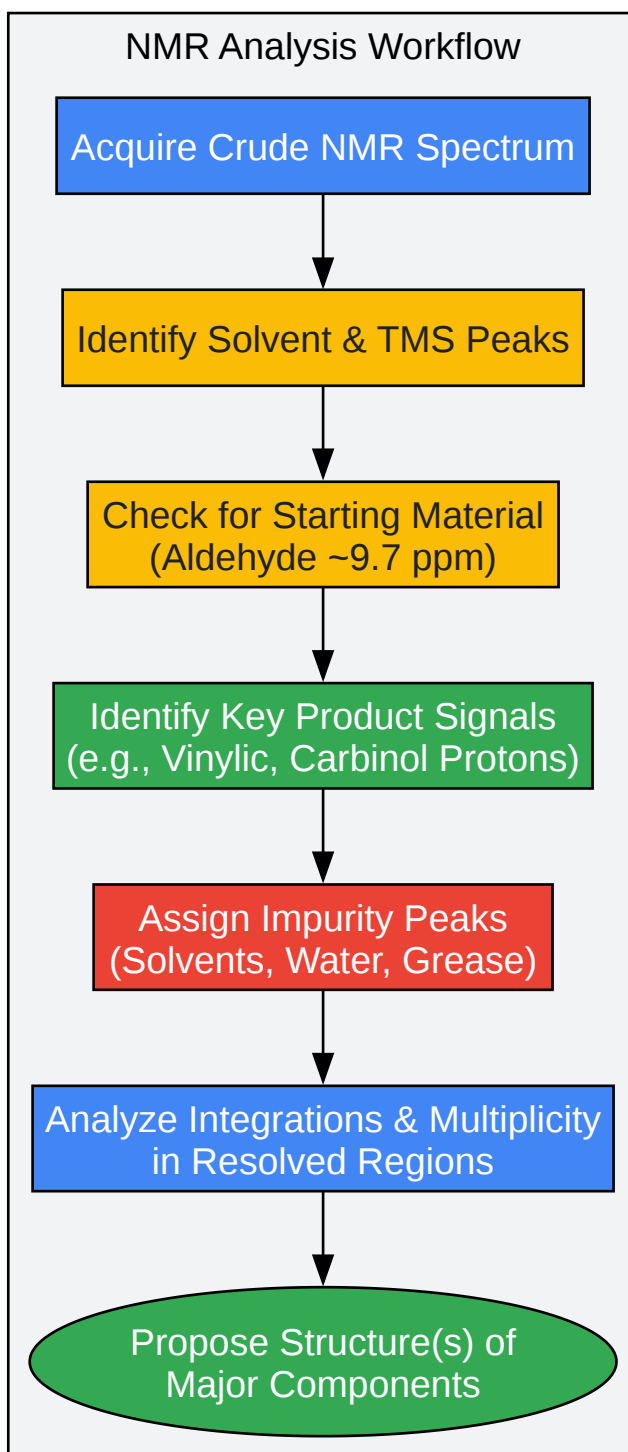 NMR Analysis Workflow
Acquire Crude NMR Spectrum
Identify Solvent & TMS Peaks
Check for Starting Material
(Aldehyde ~9.7 ppm)
Identify Key Product Signals
(e.g., Vinylic, Carbinol Protons)
Assign Impurity Peaks
(Solvents, Water, Grease)
Analyze Integrations & Multiplicity
in Resolved Regions
Propose Structure(s) of
Major Components